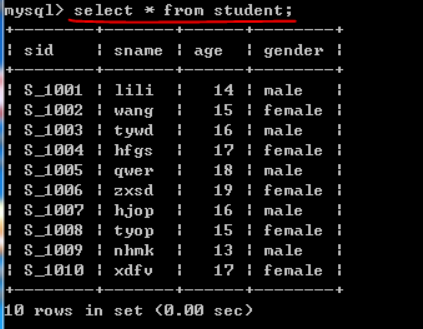 mysql> select * from student;
+--------+-------+------+--------+
| sid    | sname | age  | gender |
+--------+-------+------+--------+
| S_1001 | lili  |   14 | male   |
| S_1002 | wang  |   15 | female |
| S_1003 | tywd  |   16 | male   |
| S_1004 | hfgs  |   17 | female |
| S_1005 | qwer  |   18 | male   |
| S_1006 | zxsd  |   19 | female |
| S_1007 | hjop  |   16 | male   |
| S_1008 | tyop  |   15 | female |
| S_1009 | nhmk  |   13 | male   |
| S_1010 | xdfv  |   17 | female |
+--------+-------+------+--------+
10 rows in set (0.00 sec)